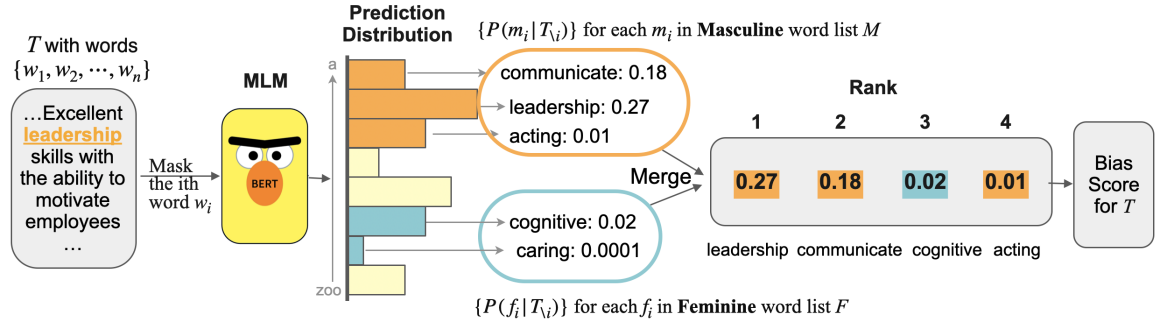 T with words
{w₁, w₂, ⋯, wₙ}
…Excellent
leadership
skills with
the ability to
motivate
employees
…
Mask
the ith
word wᵢ
MLM
BERT
Prediction
Distribution
a
zoo
{P(mᵢ|T\ᵢ)} for each mᵢ in Masculine word list M
communicate: 0.18
leadership: 0.27
acting: 0.01
cognitive: 0.02
caring: 0.0001
{P(fᵢ|T\ᵢ)} for each fᵢ in Feminine word list F
Merge
Rank
1 2 3 4
0.27 0.18 0.02 0.01
leadership communicate cognitive acting
Bias
Score
for T